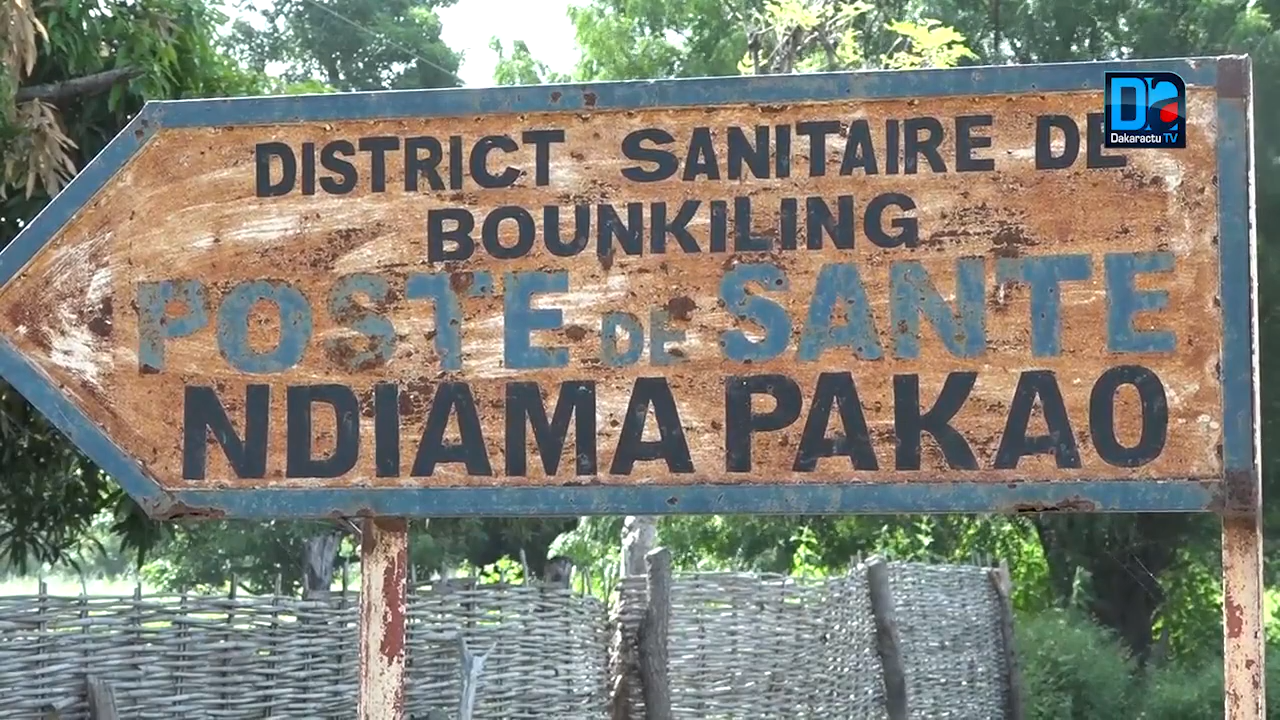 DISTRICT SANITAIRE DE
BOUNKILING
POSTE DE SANTE
NDIAMA PAKAO
Dakaractu TV